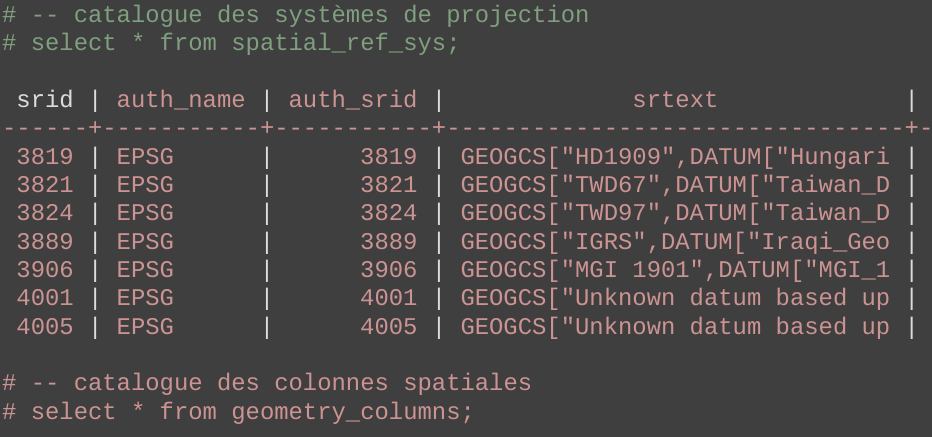 # -- catalogue des systèmes de projection
# select * from spatial_ref_sys;
 srid | auth_name | auth_srid |             srtext             |
------+-----------+-----------+--------------------------------+-
 3819 | EPSG      |      3819 | GEOGCS["HD1909",DATUM["Hungari |
 3821 | EPSG      |      3821 | GEOGCS["TWD67",DATUM["Taiwan_D |
 3824 | EPSG      |      3824 | GEOGCS["TWD97",DATUM["Taiwan_D |
 3889 | EPSG      |      3889 | GEOGCS["IGRS",DATUM["Iraqi_Geo |
 3906 | EPSG      |      3906 | GEOGCS["MGI 1901",DATUM["MGI_1 |
 4001 | EPSG      |      4001 | GEOGCS["Unknown datum based up |
 4005 | EPSG      |      4005 | GEOGCS["Unknown datum based up |
# -- catalogue des colonnes spatiales
# select * from geometry_columns;